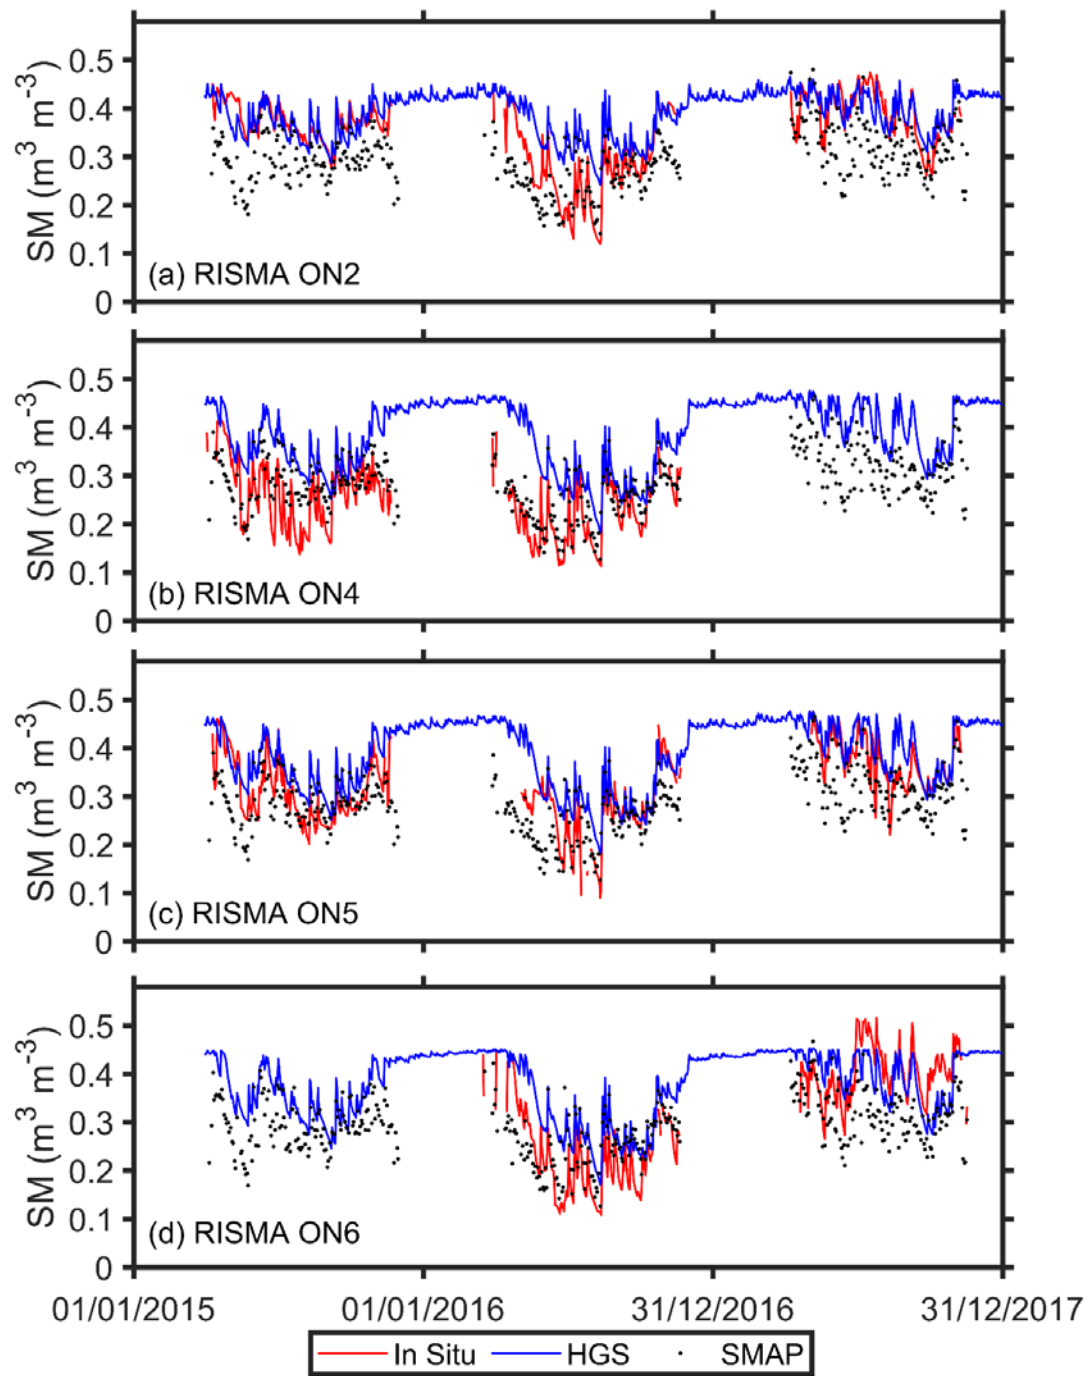 0.5
0.4
0.3
0.2
0.1
0
SM (m³ m⁻³)
(a) RISMA ON2
0.5
0.4
0.3
0.2
0.1
0
SM (m³ m⁻³)
(b) RISMA ON4
0.5
0.4
0.3
0.2
0.1
0
SM (m³ m⁻³)
(c) RISMA ON5
0.5
0.4
0.3
0.2
0.1
0
SM (m³ m⁻³)
(d) RISMA ON6
01/01/2015 01/01/2016 31/12/2016 31/12/2017
In Situ HGS SMAP